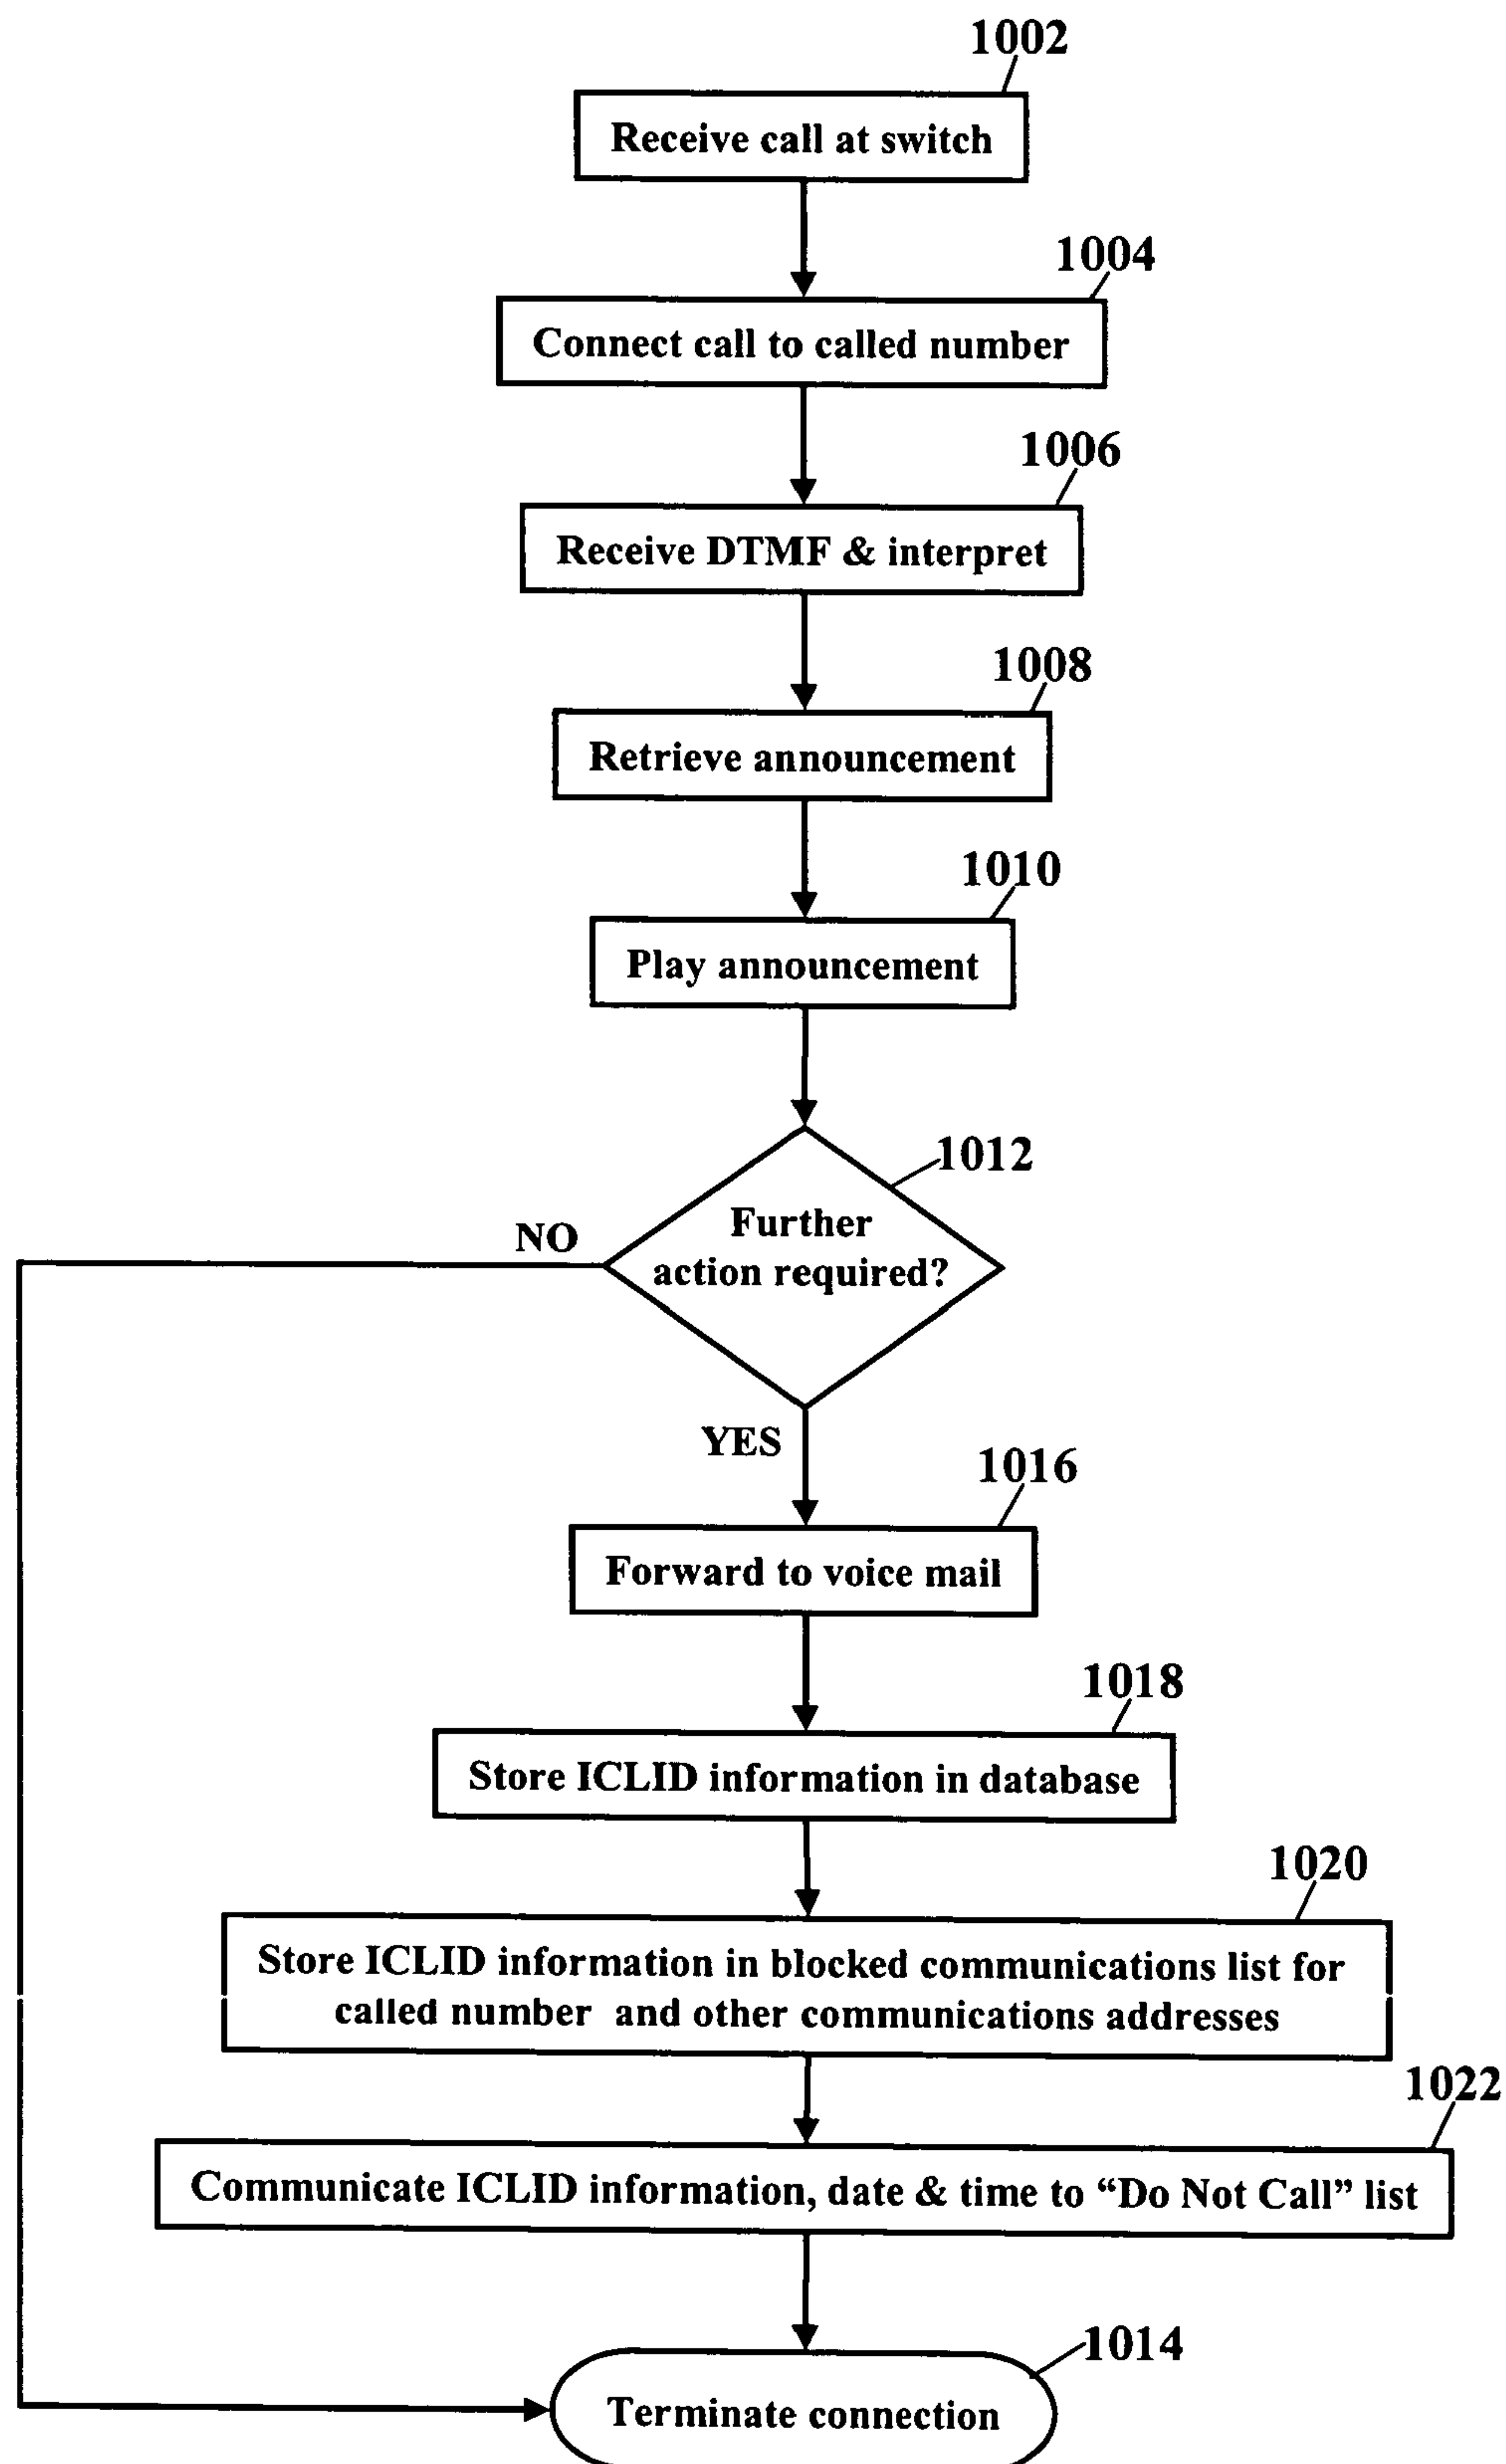 1002
Receive call at switch
1004
Connect call to called number
1006
Receive DTMF & interpret
1008
Retrieve announcement
1010
Play announcement
1012
Further
action required?
NO
YES
1016
Forward to voice mail
1018
Store ICLID information in database
1020
Store ICLID information in blocked communications list for
called number and other communications addresses
1022
Communicate ICLID information, date & time to “Do Not Call” list
1014
Terminate connection